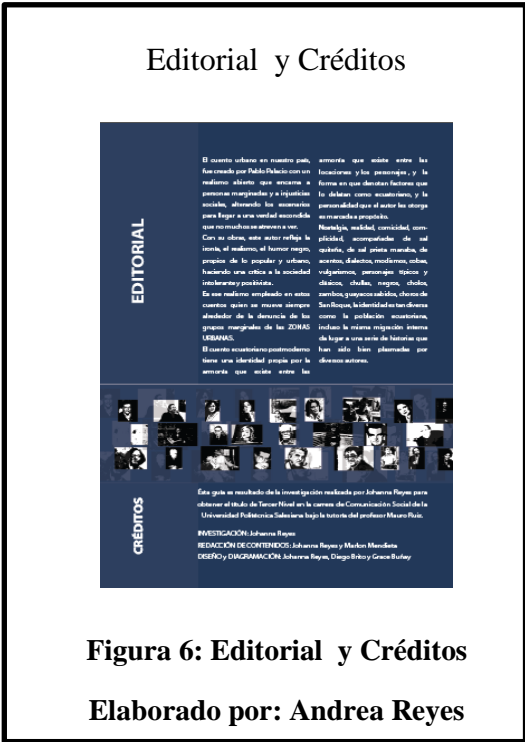 Editorial y Créditos
EDITORIAL
El cuento urbano en nuestro país,
fue creado por Pablo Palacio con un
realismo abierto que encarna a
personas marginadas y a injusticias
sociales, alterando los escenarios
para llegar a una verdad escondida
que no muchos se atreven a ver.
Con su obras, este autor refleja la
ironía, el realismo, el humor negro,
propios de lo popular y urbano,
haciendo una crítica a la sociedad
intolerante y positivista.
Es ese realismo empleado en estos
cuentos quien se mueve siempre
alrededor de la denuncia de los
grupos marginales de las ZONAS
URBANAS.
El cuento ecuatoriano postmoderno
tiene una identidad propia por la
armonía que existe entre las
armonía que existe entre las
locaciones y los personajes , y la
forma en que denotan factores que
lo delatan como ecuatoriano, y la
personalidad que el autor les otorga
es marcada a propósito.
Nostalgia, realidad, comicidad, com-
plicidad, acompañadas de sal
quiteña, de sal prieta manaba, de
acentos, dialectos, modismos, cobas,
vulgarismos, personajes típicos y
clásicos, chullas, negros, cholos,
zambos, guayacos sabidos, choros de
San Roque, la identidad es tan diversa
como la población ecuatoriana,
incluso la misma migración interna
da lugar a una serie de historias que
han sido bien plasmadas por
diversos autores.
CRÉDITOS
Ésta guía es resultado de la investigación realizada por Johanna Reyes para
obtener el título de Tercer Nivel en la carrera de Comunicación Social de la
Universidad Politécnica Salesiana bajo la tutoría del profesor Mauro Ruiz.
INVESTIGACIÓN: Johanna Reyes
REDACCIÓN DE CONTENIDOS: Johanna Reyes y Marlon Mendieta
DISEÑO y DIAGRAMACIÓN: Johanna Reyes, Diego Brito y Grace Buñay
Figura 6: Editorial y Créditos
Elaborado por: Andrea Reyes